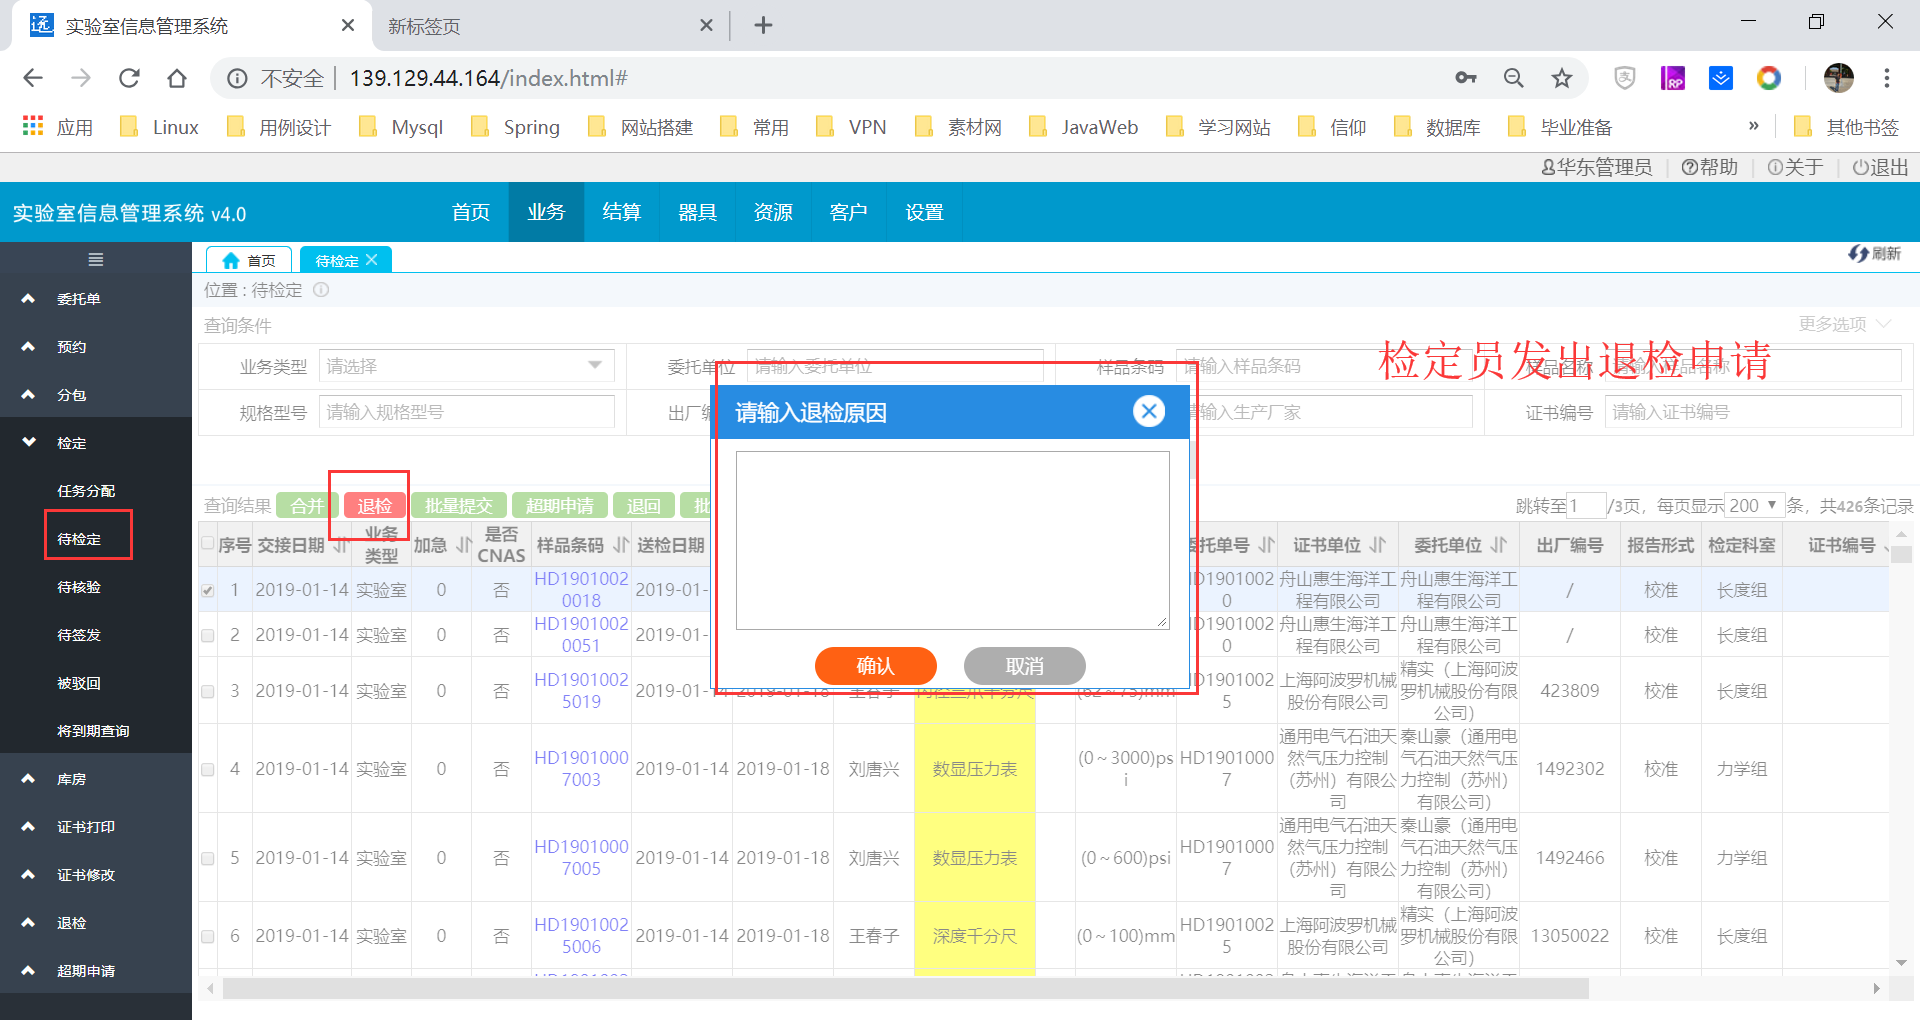 实验室信息管理系统
新标签页
不安全 139.129.44.164/index.html#
应用 Linux 用例设计 Mysql Spring 网站搭建 常用 VPN 素材网 JavaWeb 学习网站 信仰 数据库 毕业准备 » 其他书签
华东管理员 帮助 关于 退出
实验室信息管理系统 v4.0 首页 业务 结算 器具 资源 客户 设置
首页 待检定 刷新
位置 : 待检定
查询条件 更多选项
检定员发出退检申请
业务类型 请选择 委托单位 请输入委托单位 样品条码 请输入样品条码 样品名称 请输入样品名称
规格型号 请输入规格型号 出厂编 输入生产厂家 证书编号 请输入证书编号
委托单
预约
分包
检定
任务分配
待检定
待核验
待签发
被驳回
将到期查询
库房
证书打印
证书修改
退检
超期申请
请输入退检原因
确认 取消
查询结果 合并 退检 批量提交 超期申请 退回 批 跳转至 1 /3页，每页显示 200 条，共426条记录
序号 交接日期 业务类型 加急 是否CNAS 样品条码 送检日期 委托单号 证书单位 委托单位 出厂编号 报告形式 检定科室 证书编号
1 2019-01-14 实验室 0 否 HD19010020018 2019-01- HD19010020 舟山惠生海洋工程有限公司 舟山惠生海洋工程有限公司 / 校准 长度组
2 2019-01-14 实验室 0 否 HD19010020051 2019-01- HD19010020 舟山惠生海洋工程有限公司 舟山惠生海洋工程有限公司 / 校准 长度组
3 2019-01-14 实验室 0 否 HD19010025019 2019-01-14 2019-01-18 王春子 HD19010025 上海阿波罗机械股份有限公司 精实（上海阿波罗机械股份有限公司） 423809 校准 长度组
4 2019-01-14 实验室 0 否 HD19010007003 2019-01-14 2019-01-18 刘唐兴 数显压力表 (0～3000)psi HD19010007 通用电气石油天然气压力控制（苏州）有限公司 秦山豪（通用电气石油天然气压力控制（苏州）有限公司） 1492302 校准 力学组
5 2019-01-14 实验室 0 否 HD19010007005 2019-01-14 2019-01-18 刘唐兴 数显压力表 (0～600)psi HD19010007 通用电气石油天然气压力控制（苏州）有限公司 秦山豪（通用电气石油天然气压力控制（苏州）有限公司） 1492466 校准 力学组
6 2019-01-14 实验室 0 否 HD19010025006 2019-01-14 2019-01-18 王春子 深度千分尺 (0～100)mm HD19010025 上海阿波罗机械股份有限公司 精实（上海阿波罗机械股份有限公司） 13050022 校准 长度组